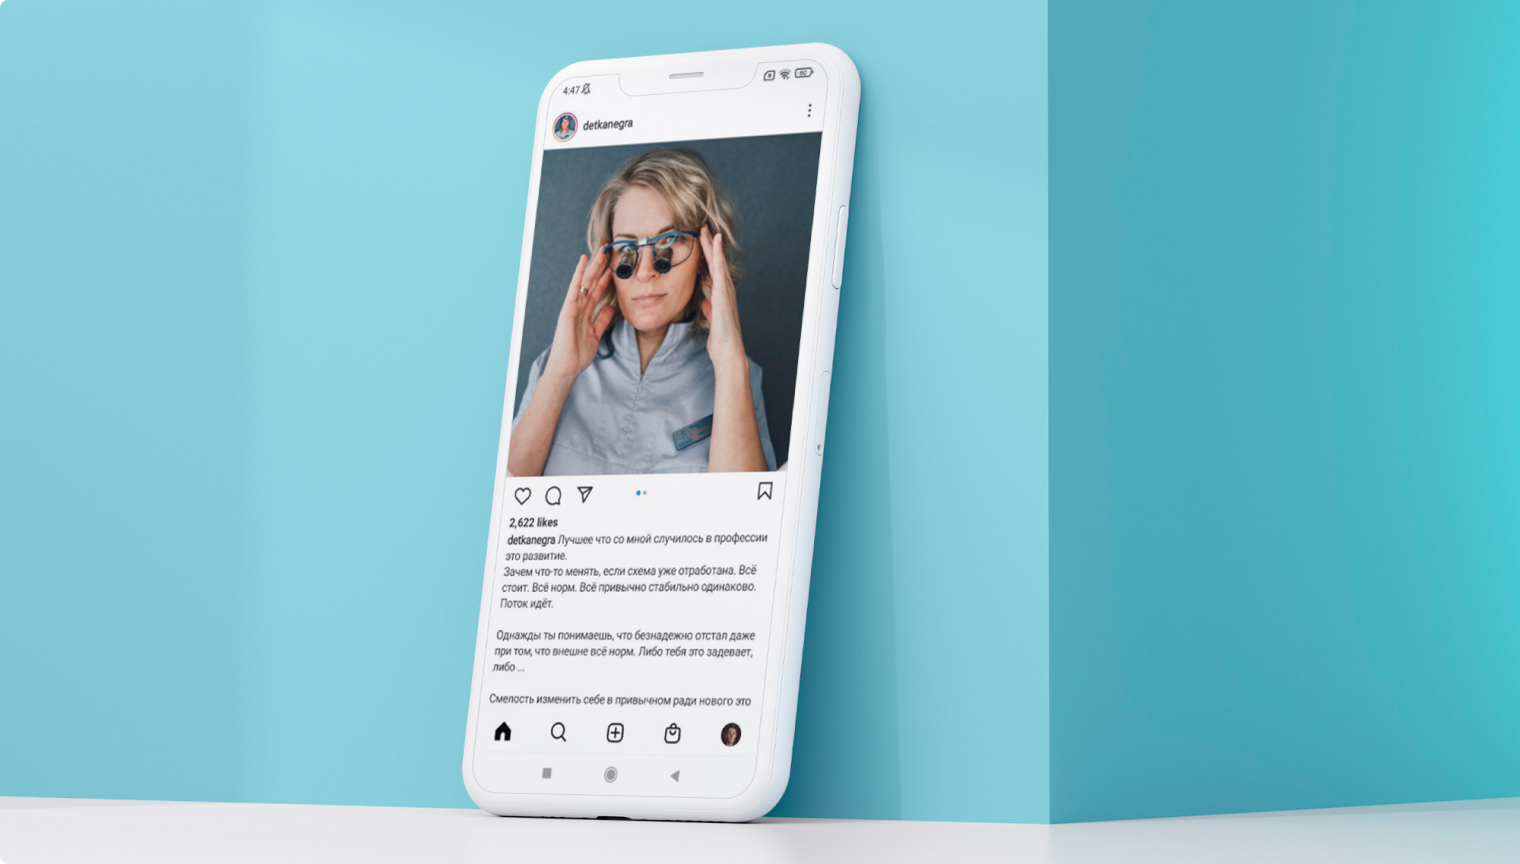 4:47
60
detkanegra
2,622 likes
detkanegra Лучшее что со мной случилось в профессии
это развитие.
Зачем что-то менять, если схема уже отработана. Всё
стоит. Всё норм. Всё привычно стабильно одинаково.
Поток идёт.
Однажды ты понимаешь, что безнадежно отстал даже
при том, что внешне всё норм. Либо тебя это задевает,
либо ...
Смелость изменить себе в привычном ради нового это